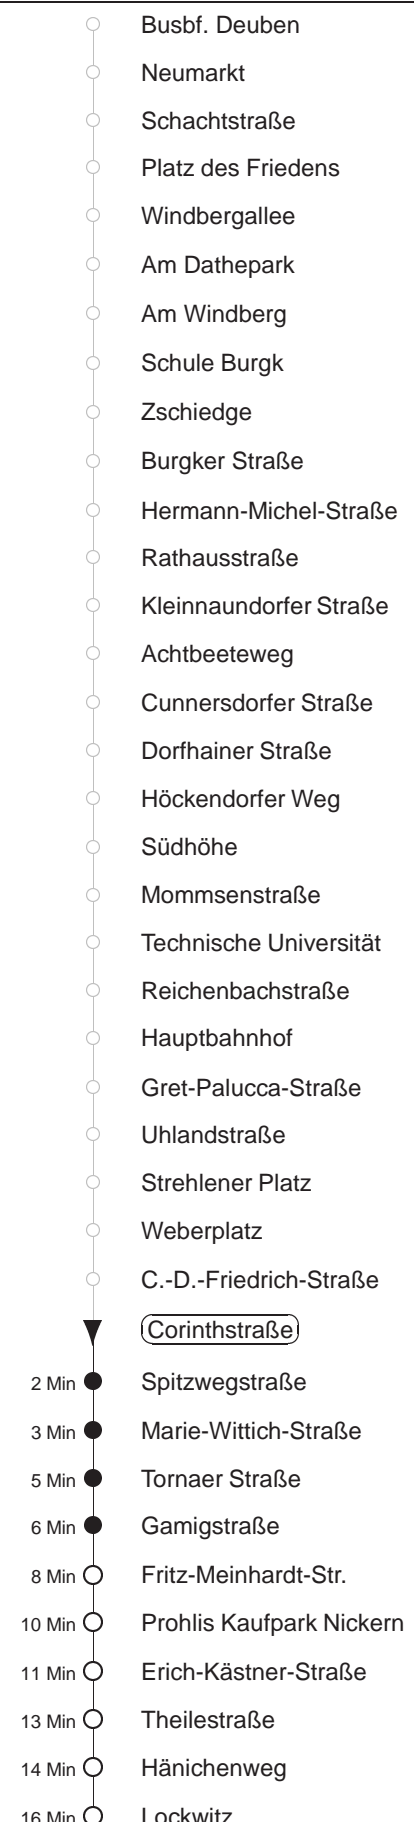 Busbf. Deuben
Neumarkt
Schachtstraße
Platz des Friedens
Windbergallee
Am Dathepark
Am Windberg
Schule Burgk
Zschiedge
Burgker Straße
Hermann-Michel-Straße
Rathausstraße
Kleinnaundorfer Straße
Achtbeeteweg
Cunnersdorfer Straße
Dorfhainer Straße
Höckendorfer Weg
Südhöhe
Mommsenstraße
Technische Universität
Reichenbachstraße
Hauptbahnhof
Gret-Palucca-Straße
Uhlandstraße
Strehlener Platz
Weberplatz
C.-D.-Friedrich-Straße
Corinthstraße
2 Min Spitzwegstraße
3 Min Marie-Wittich-Straße
5 Min Tornaer Straße
6 Min Gamigstraße
8 Min Fritz-Meinhardt-Str.
10 Min Prohlis Kaufpark Nickern
11 Min Erich-Kästner-Straße
13 Min Theilestraße
14 Min Hänichenweg
16 Min Lockwitz